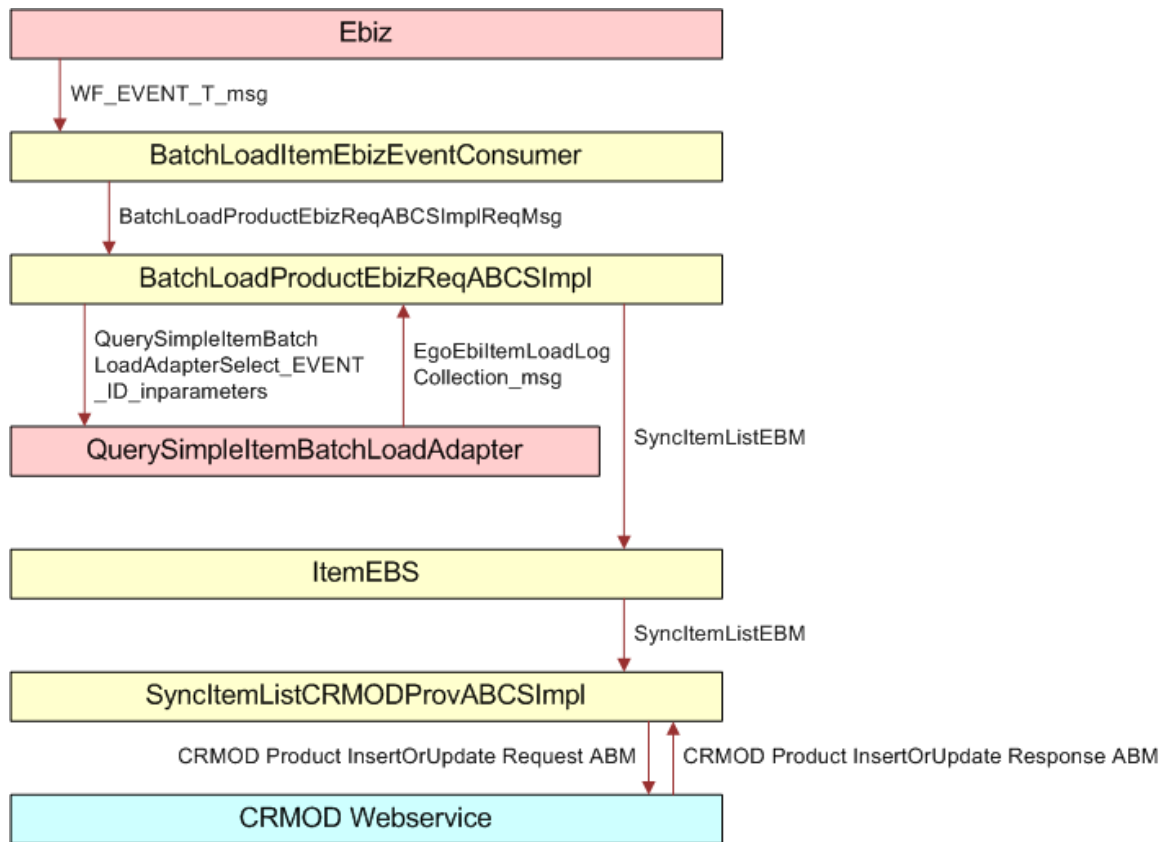 Ebiz
WF_EVENT_T_msg
BatchLoadItemEbizEventConsumer
BatchLoadProductEbizReqABCSImplReqMsg
BatchLoadProductEbizReqABCSImpl
QuerySimpleItemBatch
LoadAdapterSelect_EVENT
_ID_inparameters
EgoEbiItemLoadLog
Collection_msg
SyncItemListEBM
QuerySimpleItemBatchLoadAdapter
ItemEBS
SyncItemListEBM
SyncItemListCRMODProvABCSImpl
CRMOD Product InsertOrUpdate Request ABM
CRMOD Product InsertOrUpdate Response ABM
CRMOD Webservice